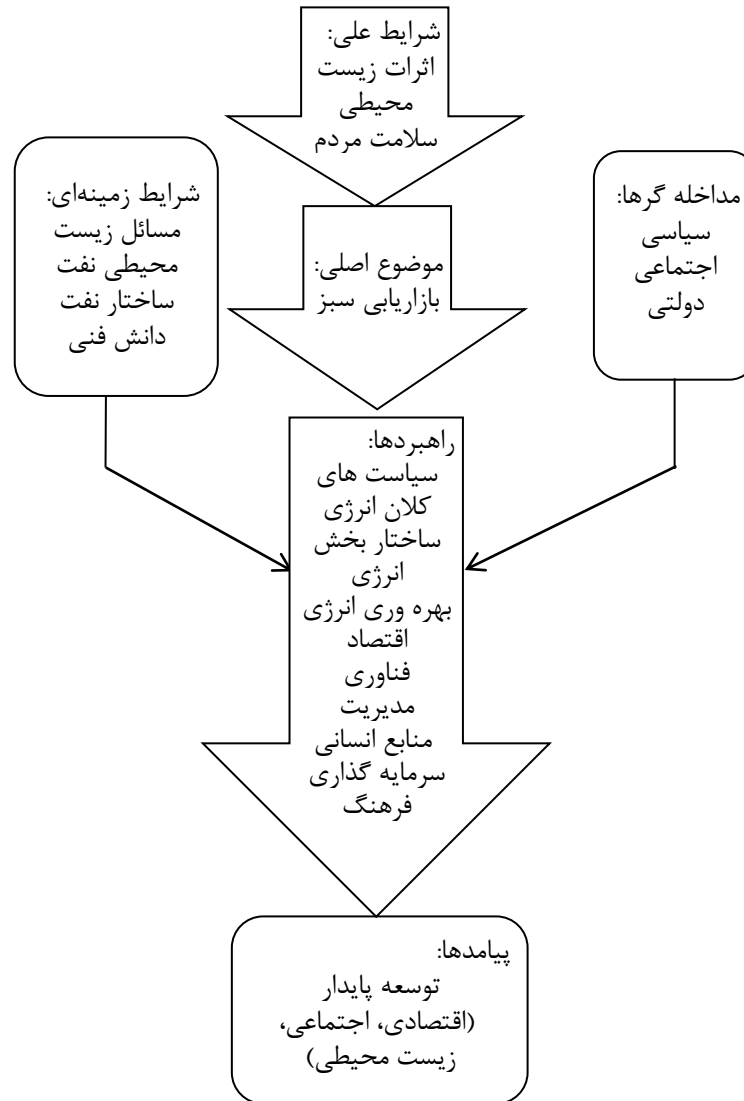 شرایط علی:
اثرات زیست
محیطی
سلامت مردم
مداخله گرها:
سیاسی
اجتماعی
دولتی
موضوع اصلی:
بازاریابی سبز
شرایط زمینه‌ای:
مسائل زیست
محیطی نفت
ساختار نفت
دانش فنی
راهبردها:
سیاست های
کلان انرژی
ساختار بخش
انرژی
بهره وری انرژی
اقتصاد
فناوری
مدیریت
منابع انسانی
سرمایه گذاری
فرهنگ
پیامدها:
توسعه پایدار
(اقتصادی، اجتماعی،
زیست محیطی)